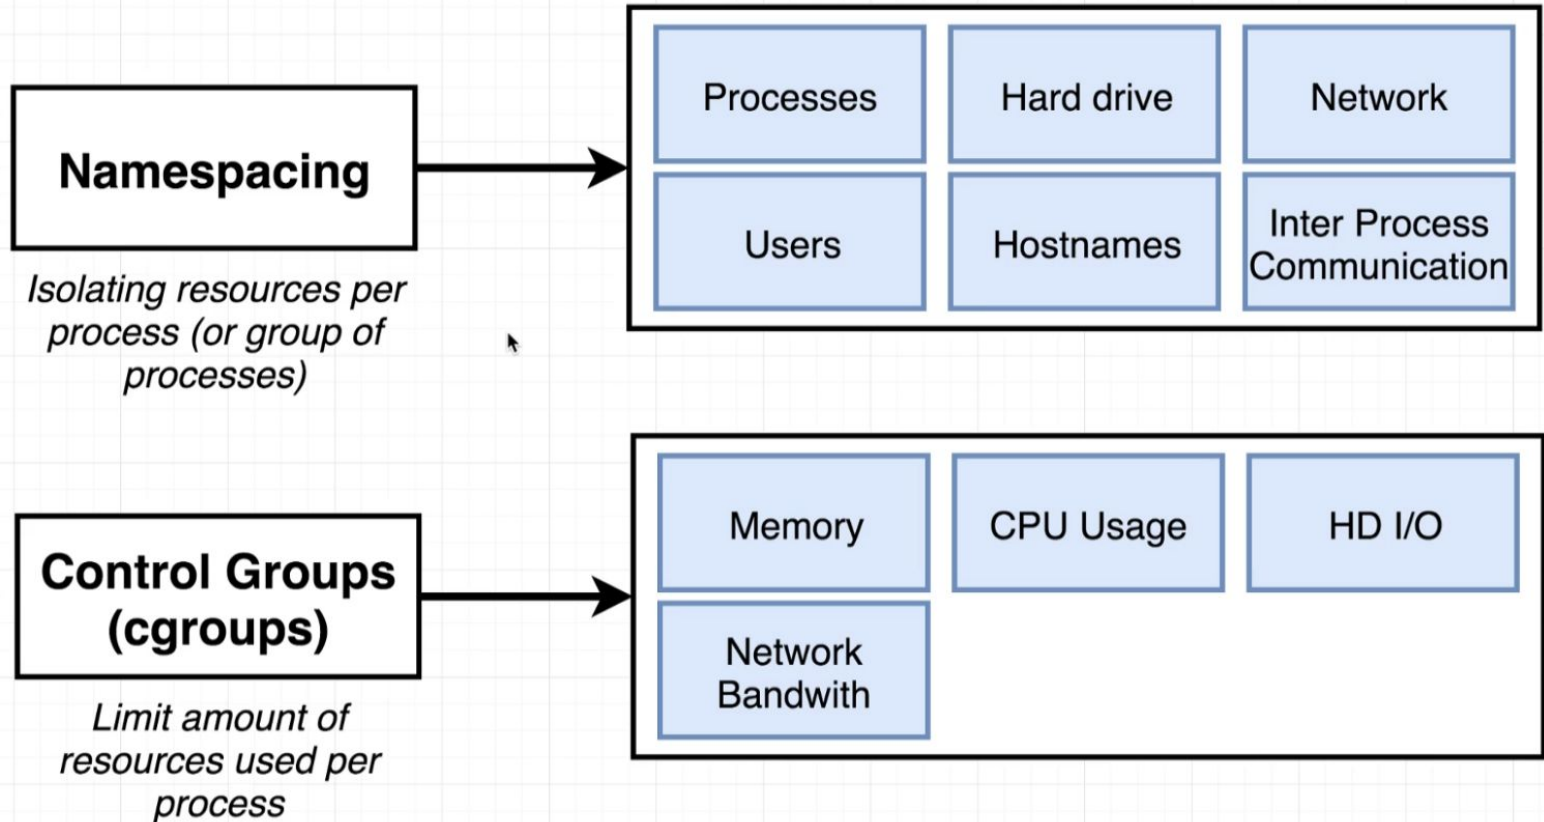 Namespacing
Isolating resources per
process (or group of
processes)
Processes
Hard drive
Network
Users
Hostnames
Inter Process
Communication
Control Groups
(cgroups)
Limit amount of
resources used per
process
Memory
CPU Usage
HD I/O
Network
Bandwith